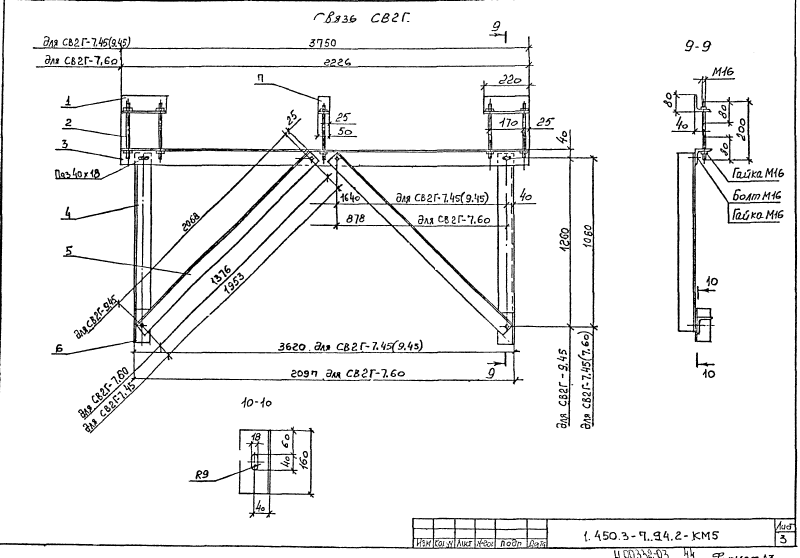 Связь СВ2Г.
9
для СВ2Г-7.45(9.45)
3750
9-9
для СВ2Г-7.60
2226
220
М16
1
7
80
40
80
200
80
2
25
25
50
170
25
40
3
Паз 40х18
Гайка М16
Болт М16
Гайка М16
4
1640
для СВ2Г-7.45(9.45)
40
878
для СВ2Г-7.60
2068
1260
1060
5
1376
1953
10
для СВ2Г-9.45
6
3620. для СВ2Г-7.45(9.45)
9
2097 для СВ2Г-7.60
10
для СВ2Г-7.60
для СВ2Г-7.45
для СВ2Г-9.45
для СВ2Г-7.45(7.60)
10-10
18
60
40
160
R9
40
1.450.3-7.94.2-КМ5
Лист
3
Изм Кол.уч Лист №док подп Дата
44